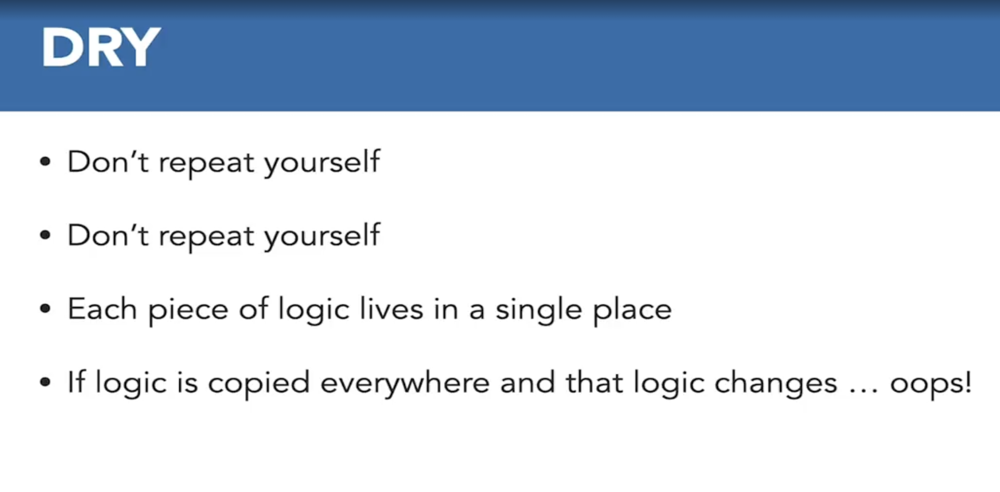 DRY
• Don’t repeat yourself
• Don’t repeat yourself
• Each piece of logic lives in a single place
• If logic is copied everywhere and that logic changes … oops!